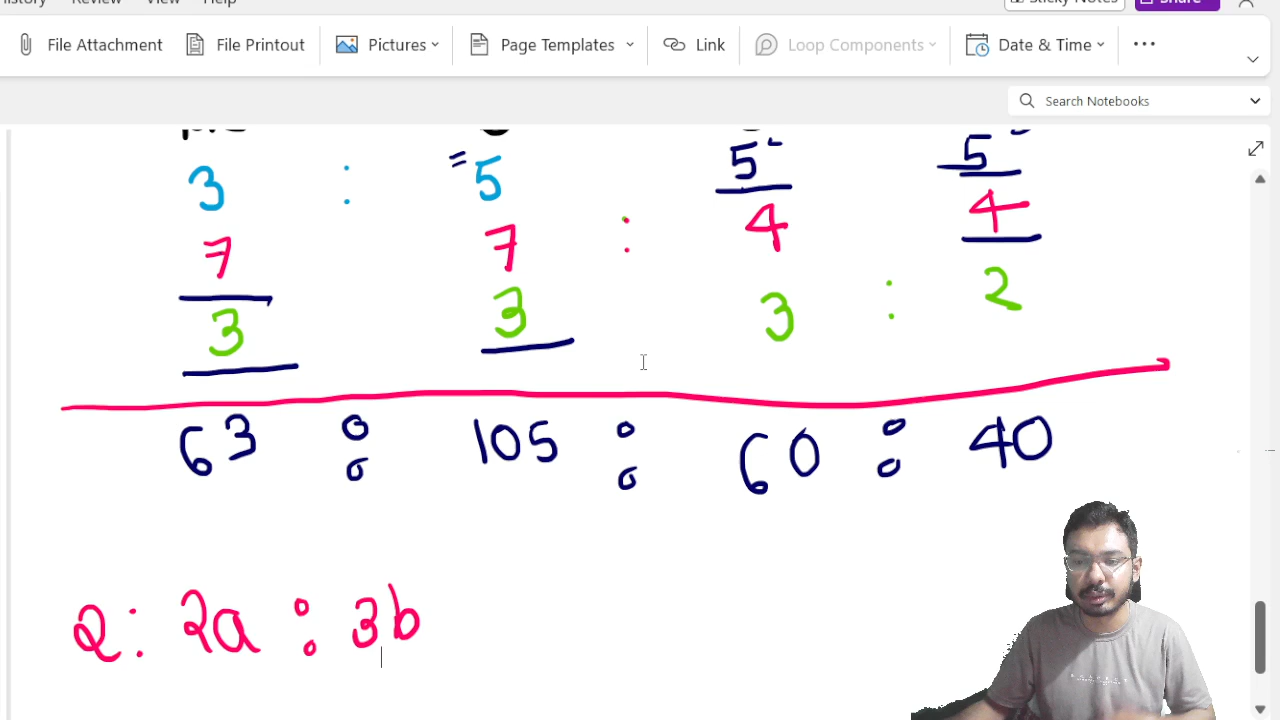 File Attachment File Printout Pictures Page Templates Link Loop Components Date & Time ...
Search Notebooks
3 : =5 5 5
7 7 : 4 4
3 3 3 : 2
63 : 105 : 60 : 40
Q: 2a : 3b